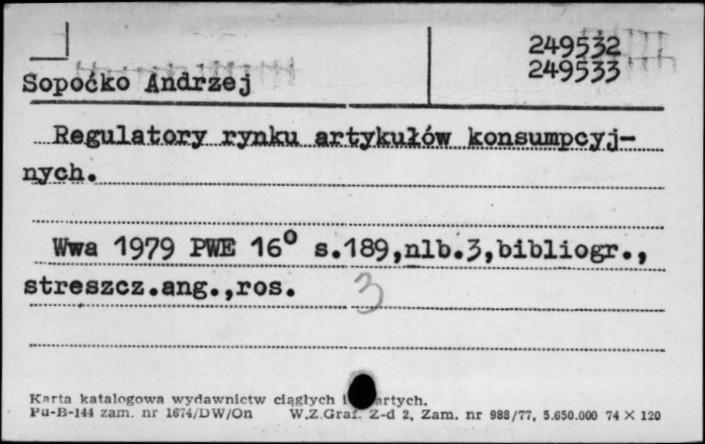 249532
249533
Sopoćko Andrzej
Regulatory rynku artykułów konsumpcyj-
nych.
Wwa 1979 PWE 16° s.189,nlb.3,bibliogr.,
streszcz.ang.,ros.
3
Karta katalogowa wydawnictw ciągłych i artych.
Pu-B-144 zam. nr 1674/DW/On W.Z.Graf. Z-d 2, Zam. nr 988/77, 5.650.000 74 × 120